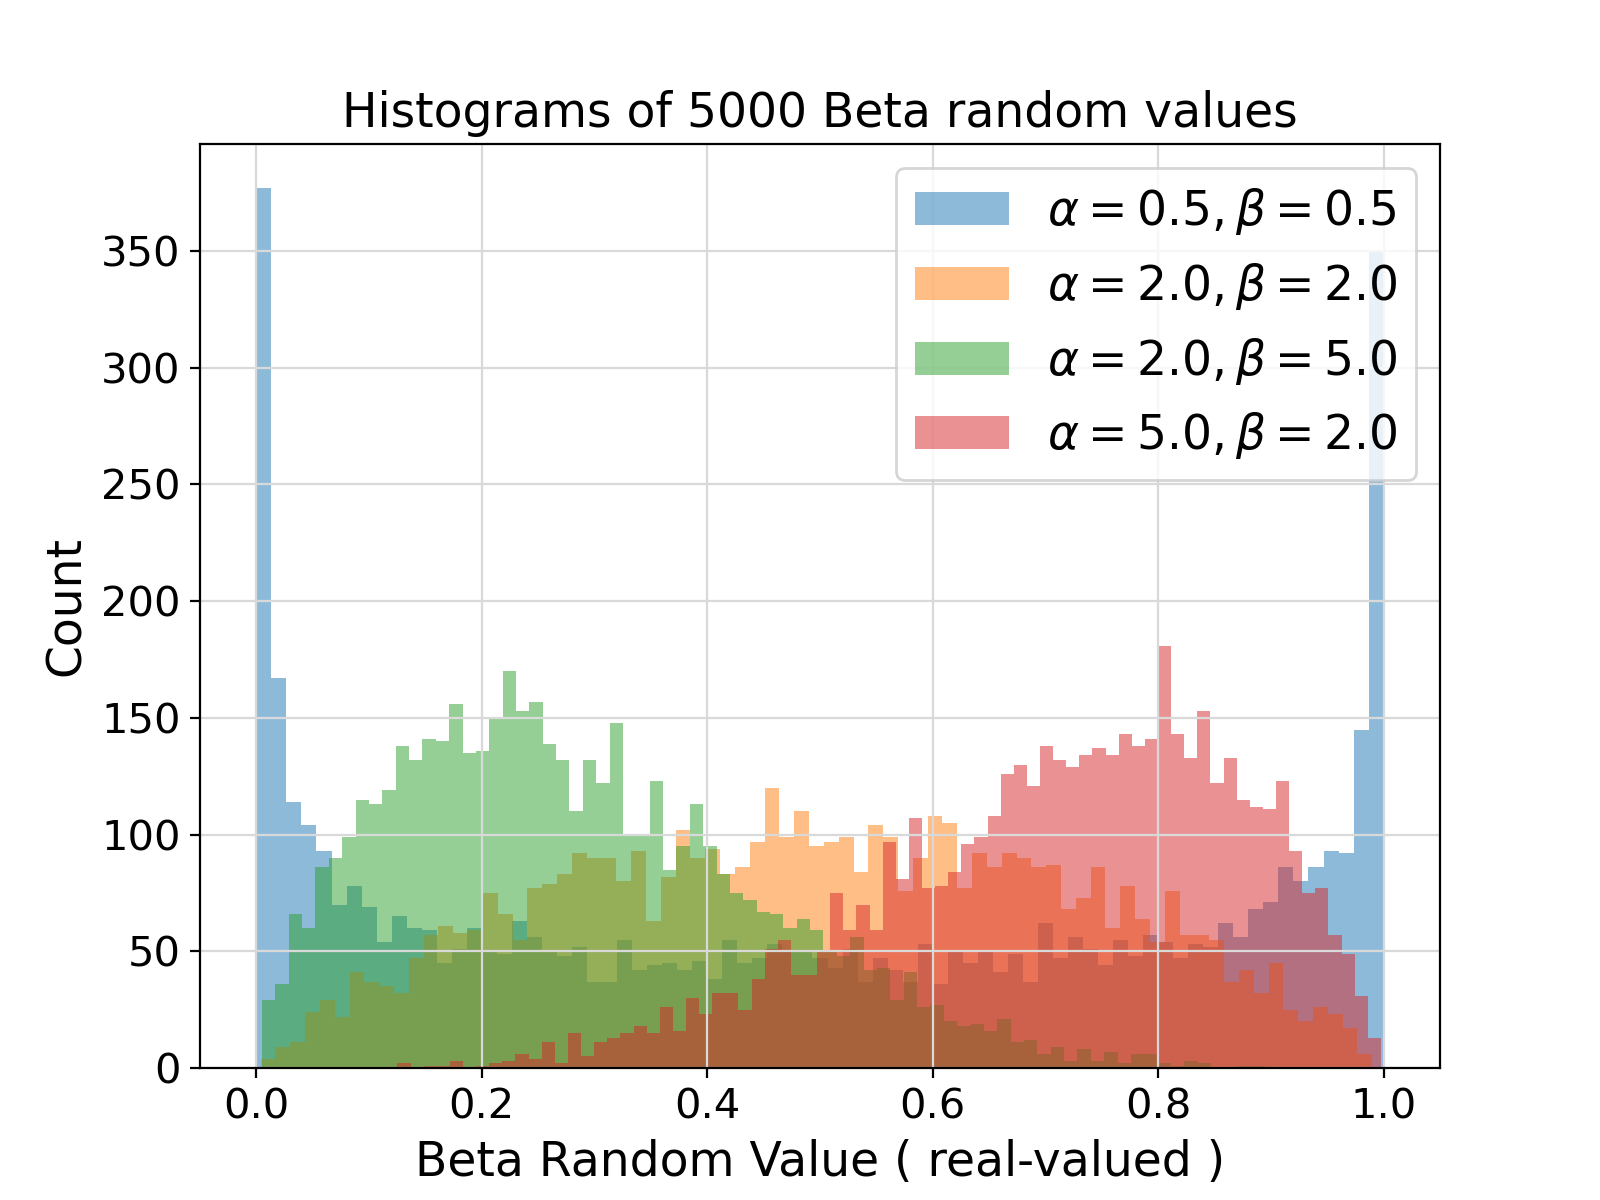 Histograms of 5000 Beta random values
α = 0.5, β = 0.5
α = 2.0, β = 2.0
α = 2.0, β = 5.0
α = 5.0, β = 2.0
350
300
250
200
150
100
50
0
Count
0.0 0.2 0.4 0.6 0.8 1.0
Beta Random Value ( real-valued )